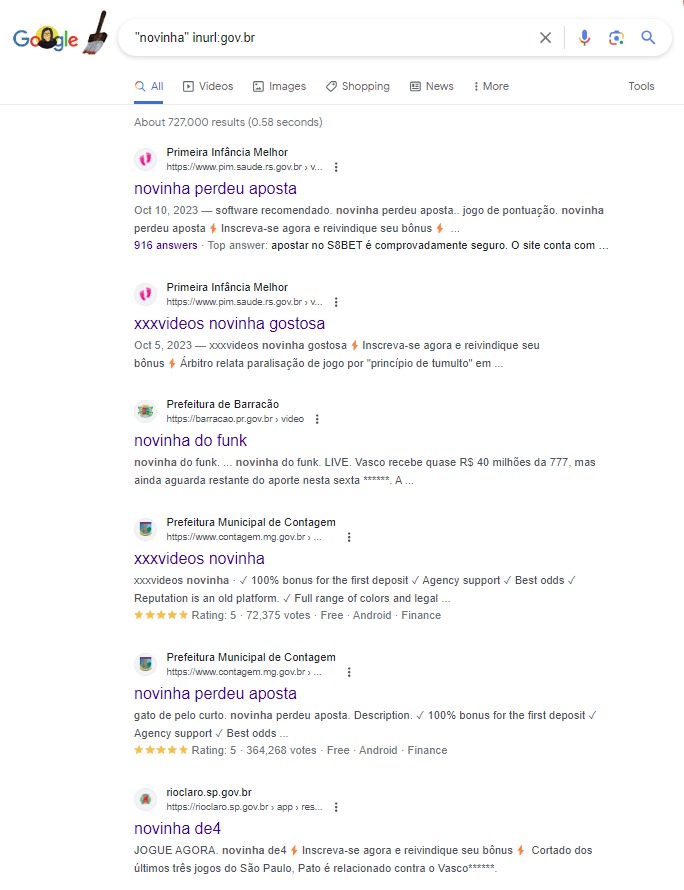 Google
"novinha" inurl:gov.br
All Videos Images Shopping News More Tools
About 727,000 results (0.58 seconds)
Primeira Infância Melhor
https://www.pim.saude.rs.gov.br › v...
novinha perdeu aposta
Oct 10, 2023 — software recomendado. novinha perdeu aposta.. jogo de pontuação. novinha
perdeu aposta ⚡ Inscreva-se agora e reivindique seu bônus ⚡ ...
916 answers · Top answer: apostar no S8BET é comprovadamente seguro. O site conta com ...
Primeira Infância Melhor
https://www.pim.saude.rs.gov.br › v...
xxxvideos novinha gostosa
Oct 5, 2023 — xxxvideos novinha gostosa ⚡ Inscreva-se agora e reivindique seu
bônus ⚡ Árbitro relata paralisação de jogo por "princípio de tumulto" em ...
Prefeitura de Barracão
https://barracao.pr.gov.br › video
novinha do funk
novinha do funk. ... novinha do funk. LIVE. Vasco recebe quase R$ 40 milhões da 777, mas
ainda aguarda restante do aporte nesta sexta ******. A ...
Prefeitura Municipal de Contagem
https://www.contagem.mg.gov.br › ...
xxxvideos novinha
xxxvideos novinha · ✓ 100% bonus for the first deposit ✓ Agency support ✓ Best odds ✓
Reputation is an old platform. ✓ Full range of colors and legal ...
★★★★★ Rating: 5 · 72,375 votes · Free · Android · Finance
Prefeitura Municipal de Contagem
https://www.contagem.mg.gov.br › ...
novinha perdeu aposta
gato de pelo curto. novinha perdeu aposta. Description. ✓ 100% bonus for the first deposit ✓
Agency support ✓ Best odds ...
★★★★★ Rating: 5 · 364,268 votes · Free · Android · Finance
rioclaro.sp.gov.br
https://rioclaro.sp.gov.br › app › res...
novinha de4
JOGUE AGORA. novinha de4 ⚡ Inscreva-se agora e reivindique seu bônus ⚡ Cortado dos
últimos três jogos do São Paulo, Pato é relacionado contra o Vasco******.